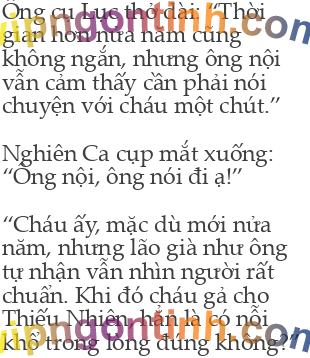 Ông cụ Lục thở dài: “Thời
gian hơn nửa năm cũng
không ngắn, nhưng ông nội
vẫn cảm thấy cần phải nói
chuyện với cháu một chút.”
Nghiên Ca cụp mắt xuống:
“Ông nội, ông nói đi ạ!”
“Cháu ấy, mặc dù mới nửa
năm, nhưng lão già như ông
tự nhận vẫn nhìn người rất
chuẩn. Khi đó cháu gả cho
Thiếu Nhiên, hẳn là có nỗi
khổ trong lòng đúng không?”
vipngontinh.com
vipngontinh.com